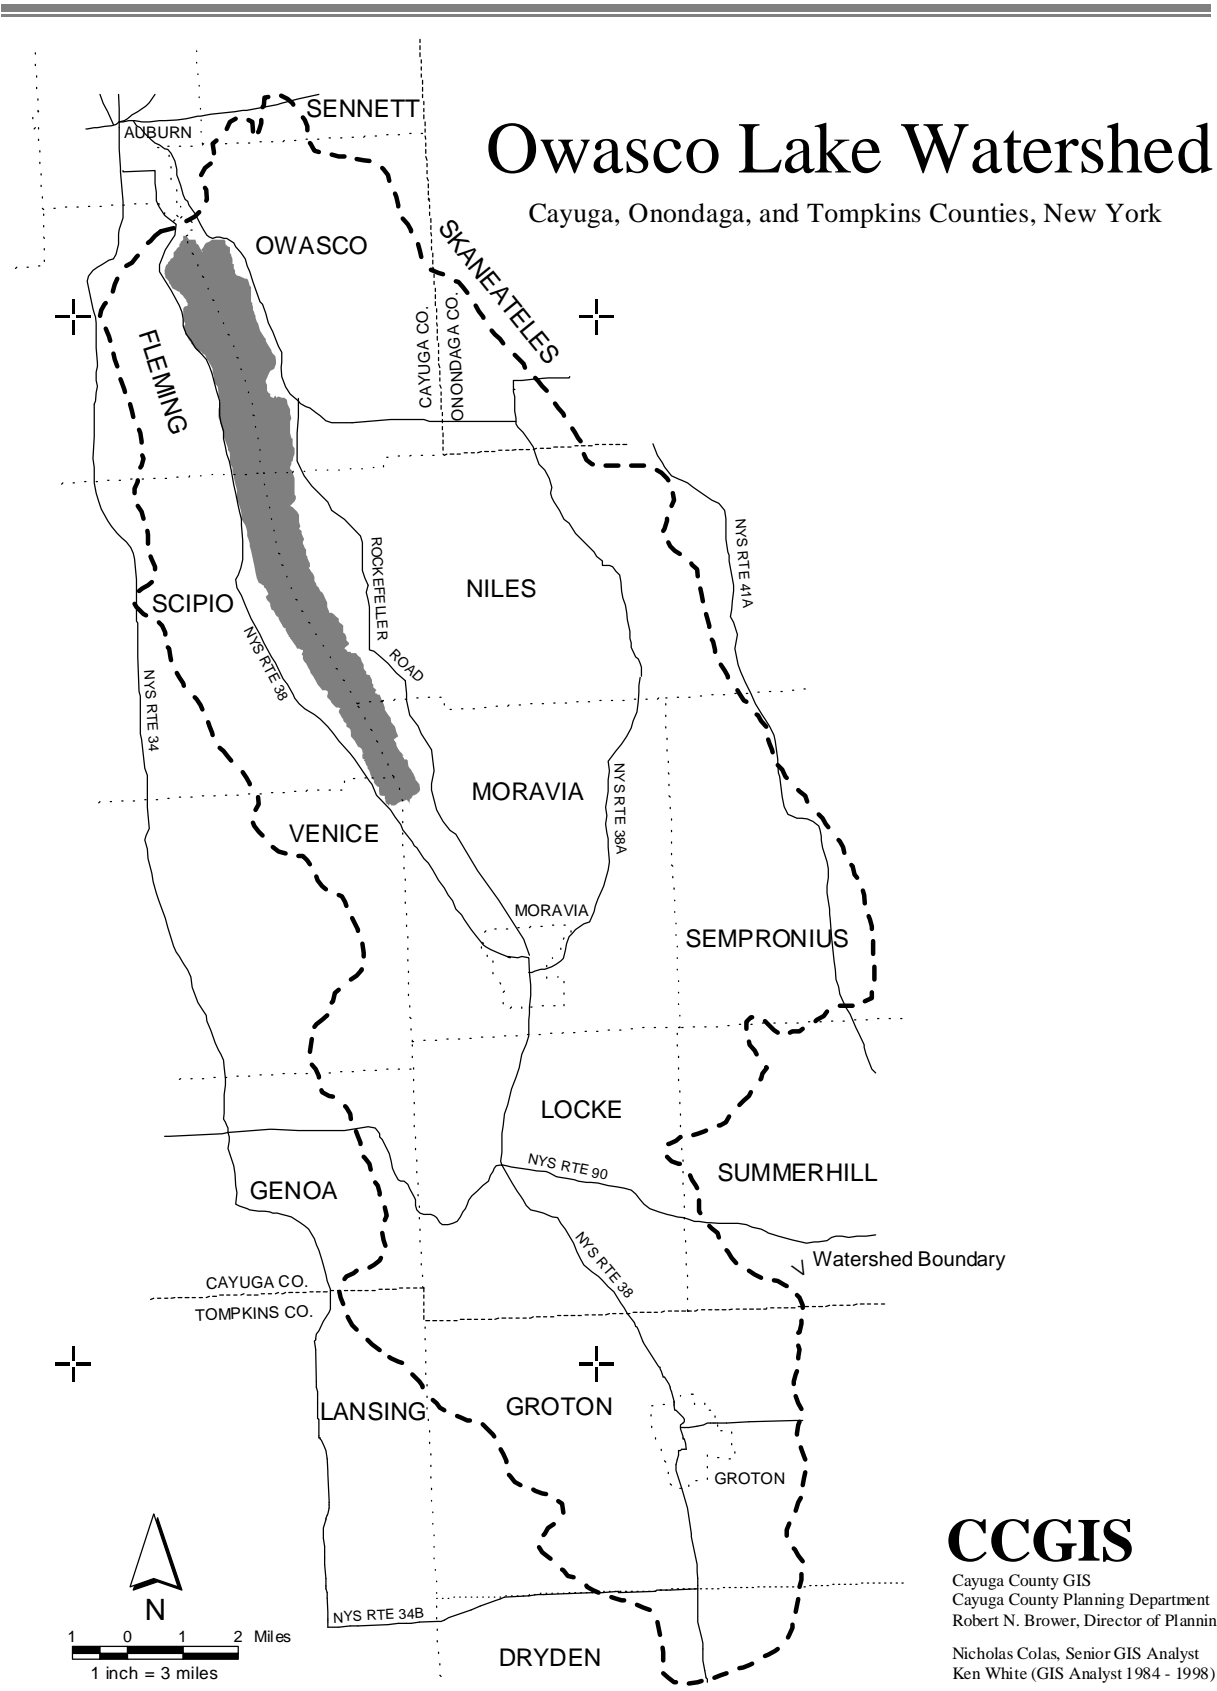 Owasco Lake Watershed
Cayuga, Onondaga, and Tompkins Counties, New York
SENNETT
AUBURN
OWASCO
SKANEATELES
CAYUGA CO.
ONONDAGA CO.
FLEMING
NYS RTE 41A
ROCKEFELLER
ROAD
NILES
SCIPIO
NYS RTE 38
NYS RTE 34
MORAVIA
NYS RTE 38A
VENICE
MORAVIA
SEMPRONIUS
LOCKE
NYS RTE 90
SUMMERHILL
GENOA
NYS RTE 38
Watershed Boundary
CAYUGA CO.
TOMPKINS CO.
LANSING
GROTON
GROTON
NYS RTE 34B
DRYDEN
N
1 0 1 2 Miles
1 inch = 3 miles
CCGIS
Cayuga County GIS
Cayuga County Planning Department
Robert N. Brower, Director of Plannin
Nicholas Colas, Senior GIS Analyst
Ken White (GIS Analyst 1984 - 1998)